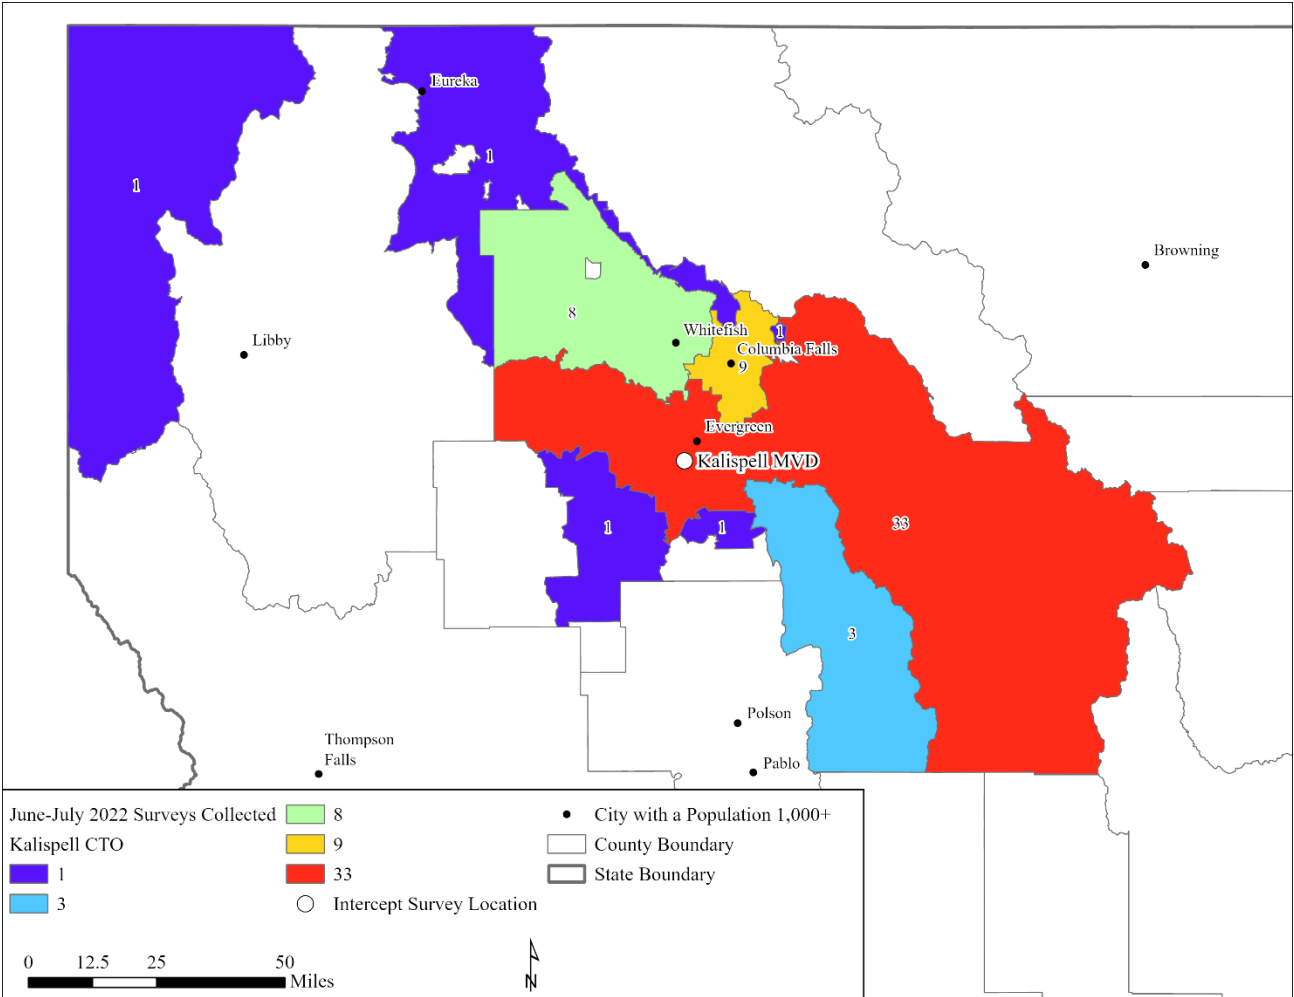 Eureka
1
1
Browning
8
Whitefish
1
Libby
Columbia Falls
9
Evergreen
Kalispell MVD
1
1
33
3
Polson
Thompson
Falls
Pablo
June-July 2022 Surveys Collected
Kalispell CTO
1
3
8
9
33
Intercept Survey Location
City with a Population 1,000+
County Boundary
State Boundary
0 12.5 25 50
Miles
N